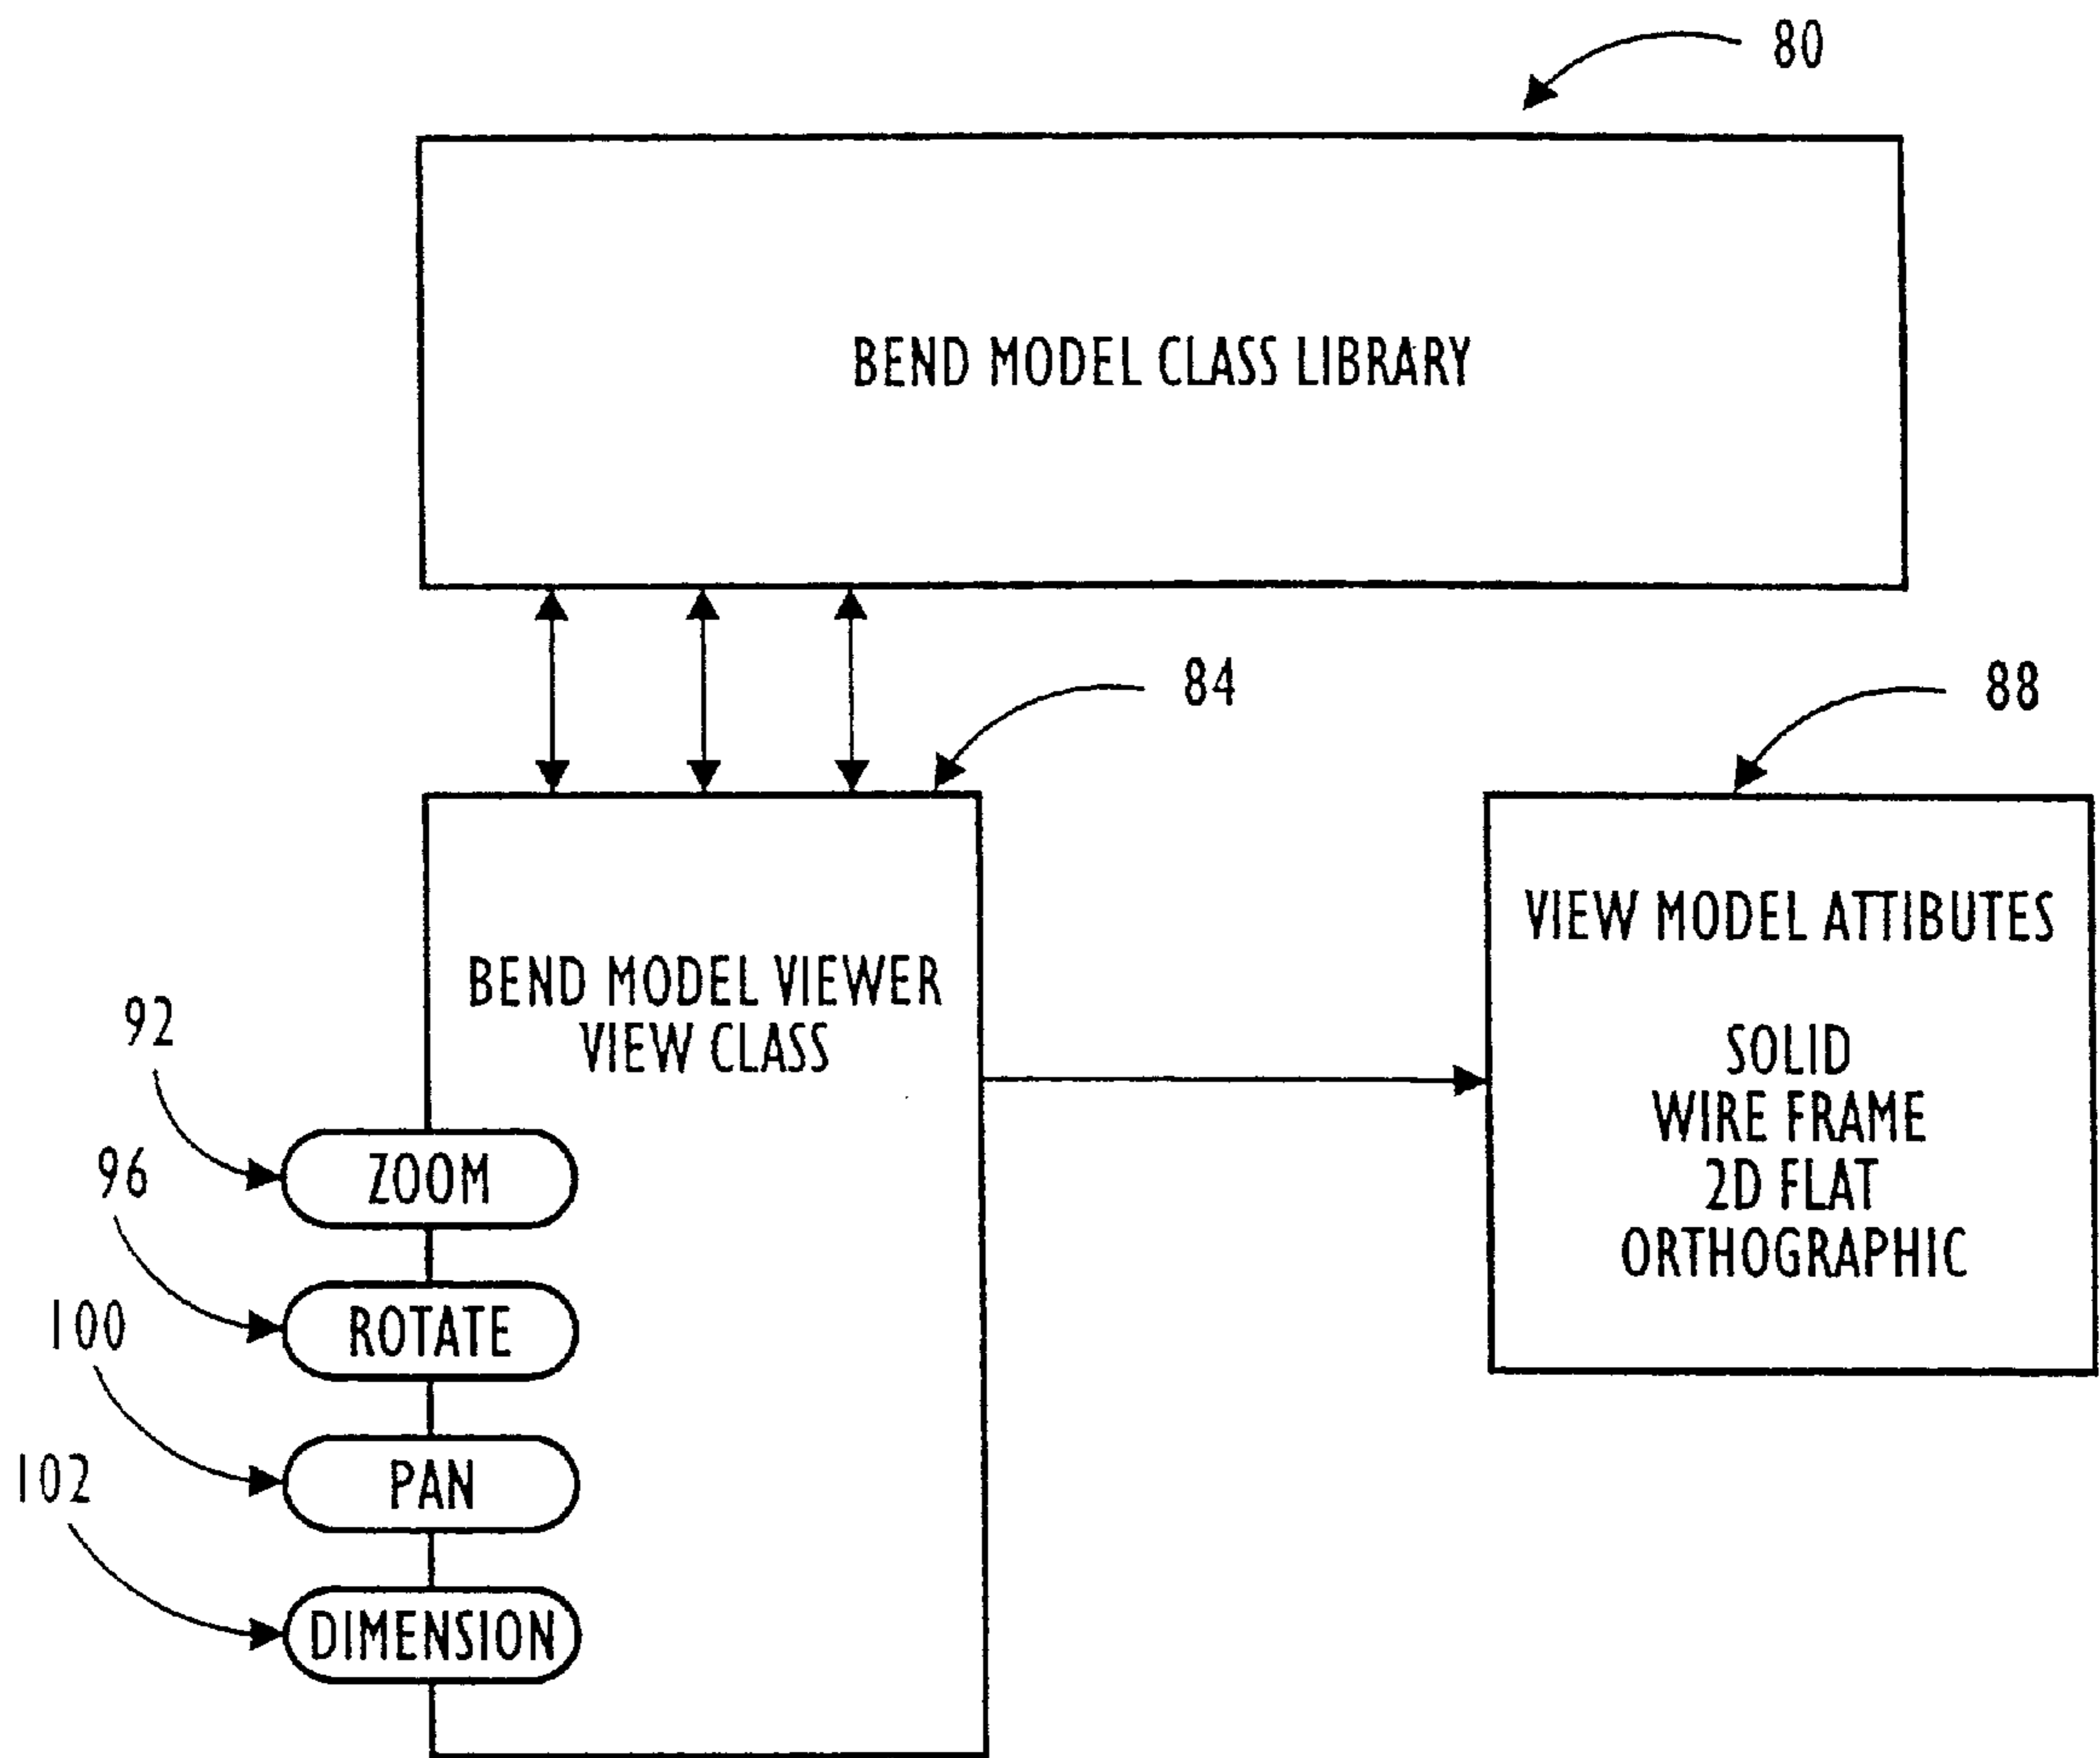 80
BEND MODEL CLASS LIBRARY
84
88
BEND MODEL VIEWER
VIEW CLASS
VIEW MODEL ATTIBUTES
SOLID
WIRE FRAME
2D FLAT
ORTHOGRAPHIC
92
ZOOM
96
ROTATE
100
PAN
102
DIMENSION